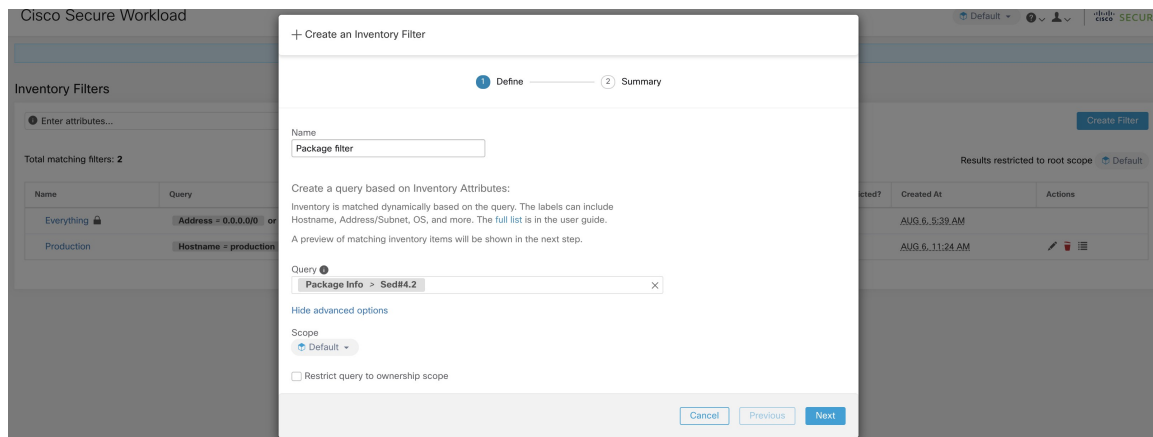 Cisco Secure Workload
Default
cisco SECUR
+ Create an Inventory Filter
1 Define 2 Summary
Inventory Filters
Enter attributes...
Create Filter
Name
Package filter
Total matching filters: 2
Results restricted to root scope Default
Create a query based on Inventory Attributes:
Inventory is matched dynamically based on the query. The labels can include
Hostname, Address/Subnet, OS, and more. The full list is in the user guide.
A preview of matching inventory items will be shown in the next step.
Name Query icted? Created At Actions
Everything Address = 0.0.0.0/0 or AUG 6, 5:39 AM
Production Hostname = production AUG 6, 11:24 AM
Query
Package Info > Sed#4.2
Hide advanced options
Scope
Default
Restrict query to ownership scope
Cancel Previous Next